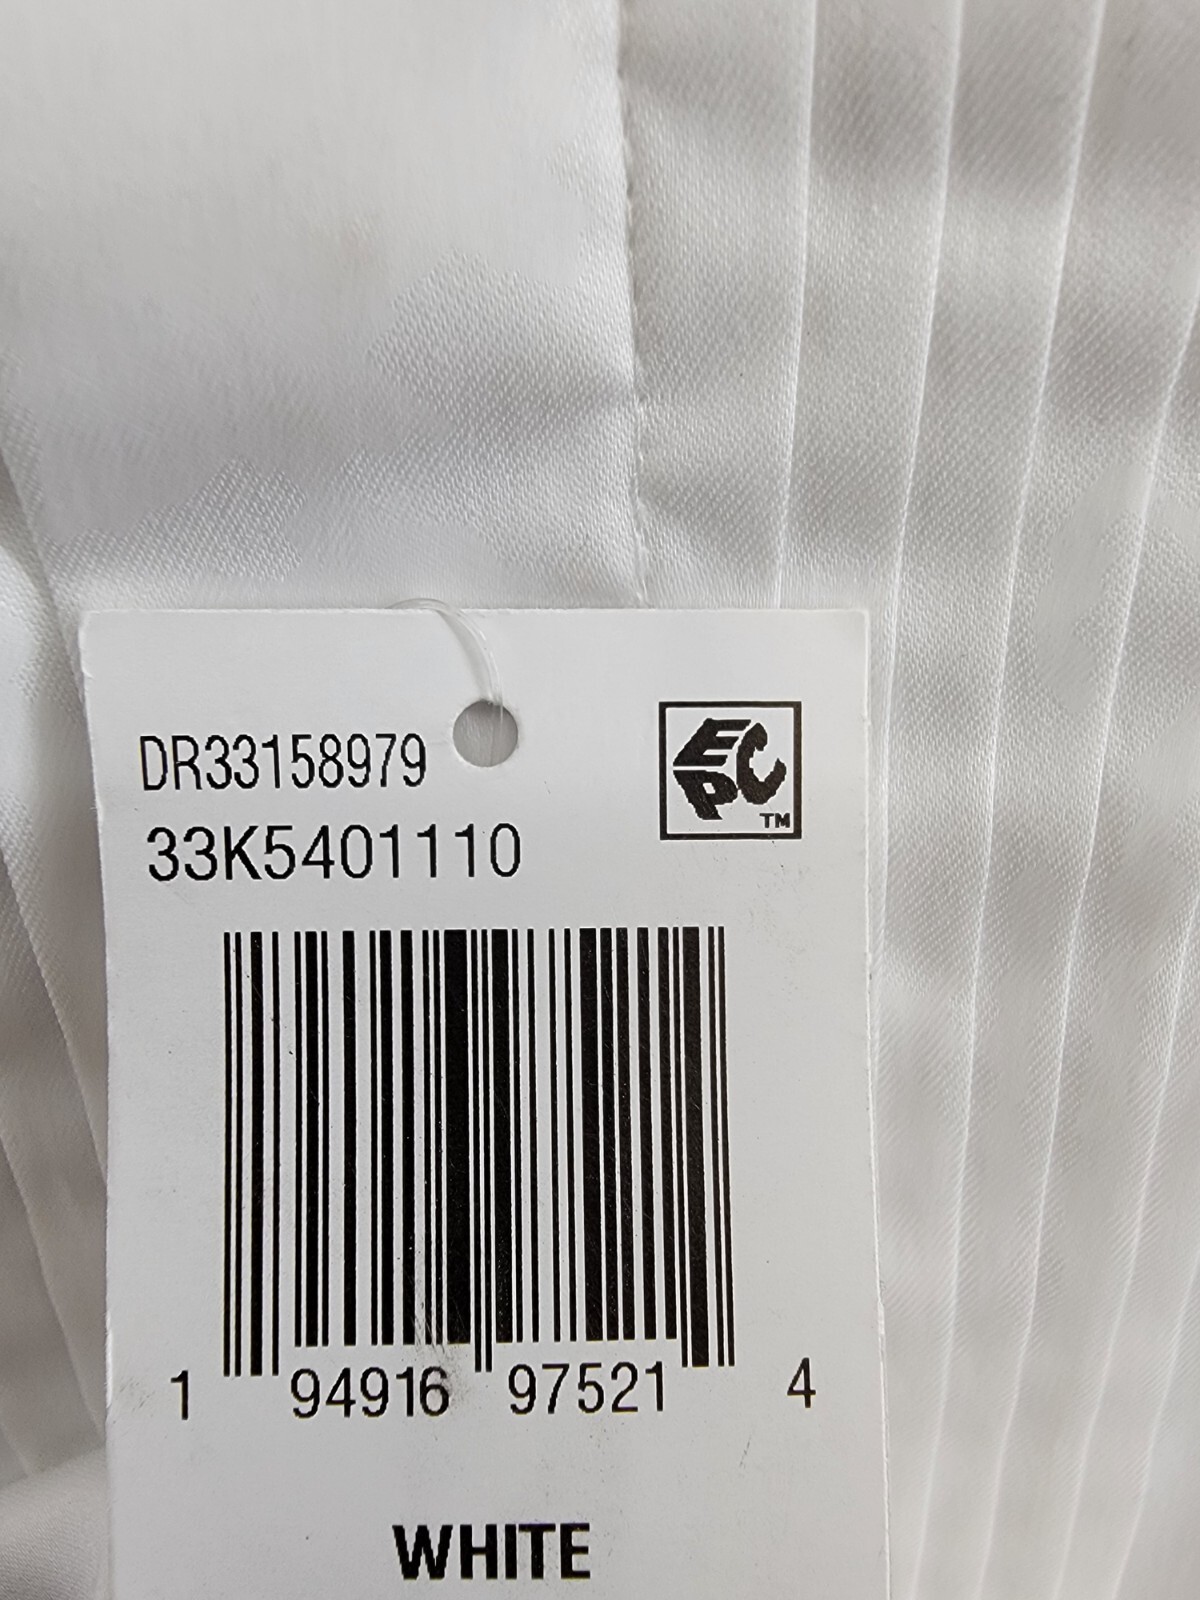 DR33158979
EPC
TM
33K5401110
1 94916 97521 4
WHITE